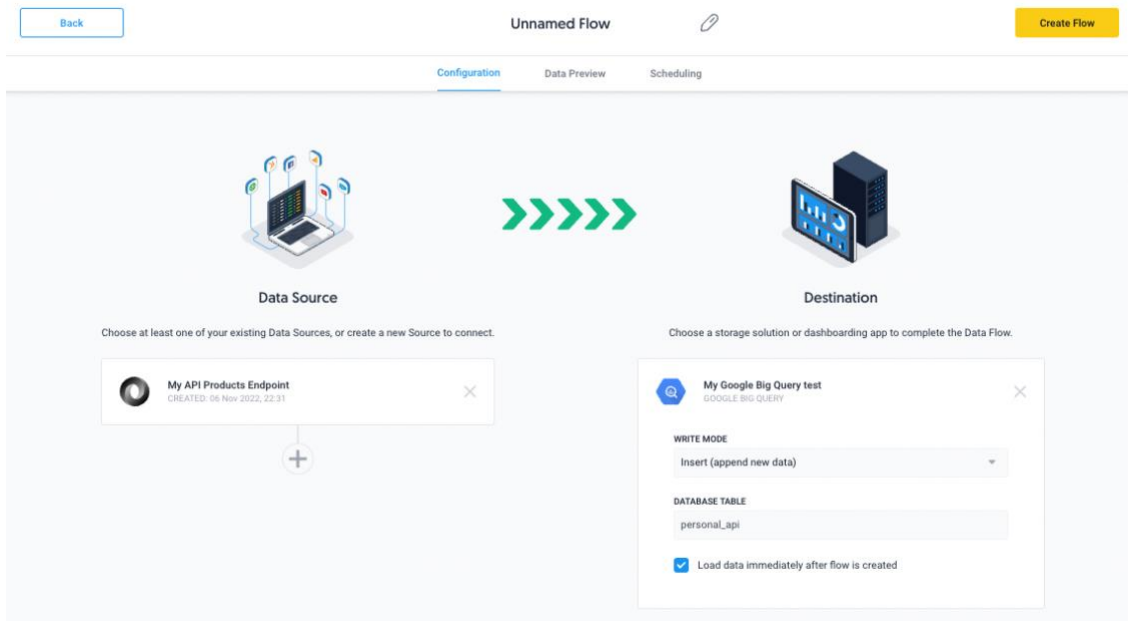 Back
Unnamed Flow
Create Flow
Configuration
Data Preview
Scheduling
Data Source
Choose at least one of your existing Data Sources, or create a new Source to connect.
My API Products Endpoint
CREATED: 06 Nov 2022, 22:31
Destination
Choose a storage solution or dashboarding app to complete the Data Flow.
My Google Big Query test
GOOGLE BIG QUERY
WRITE MODE
Insert (append new data)
DATABASE TABLE
personal_api
Load data immediately after flow is created